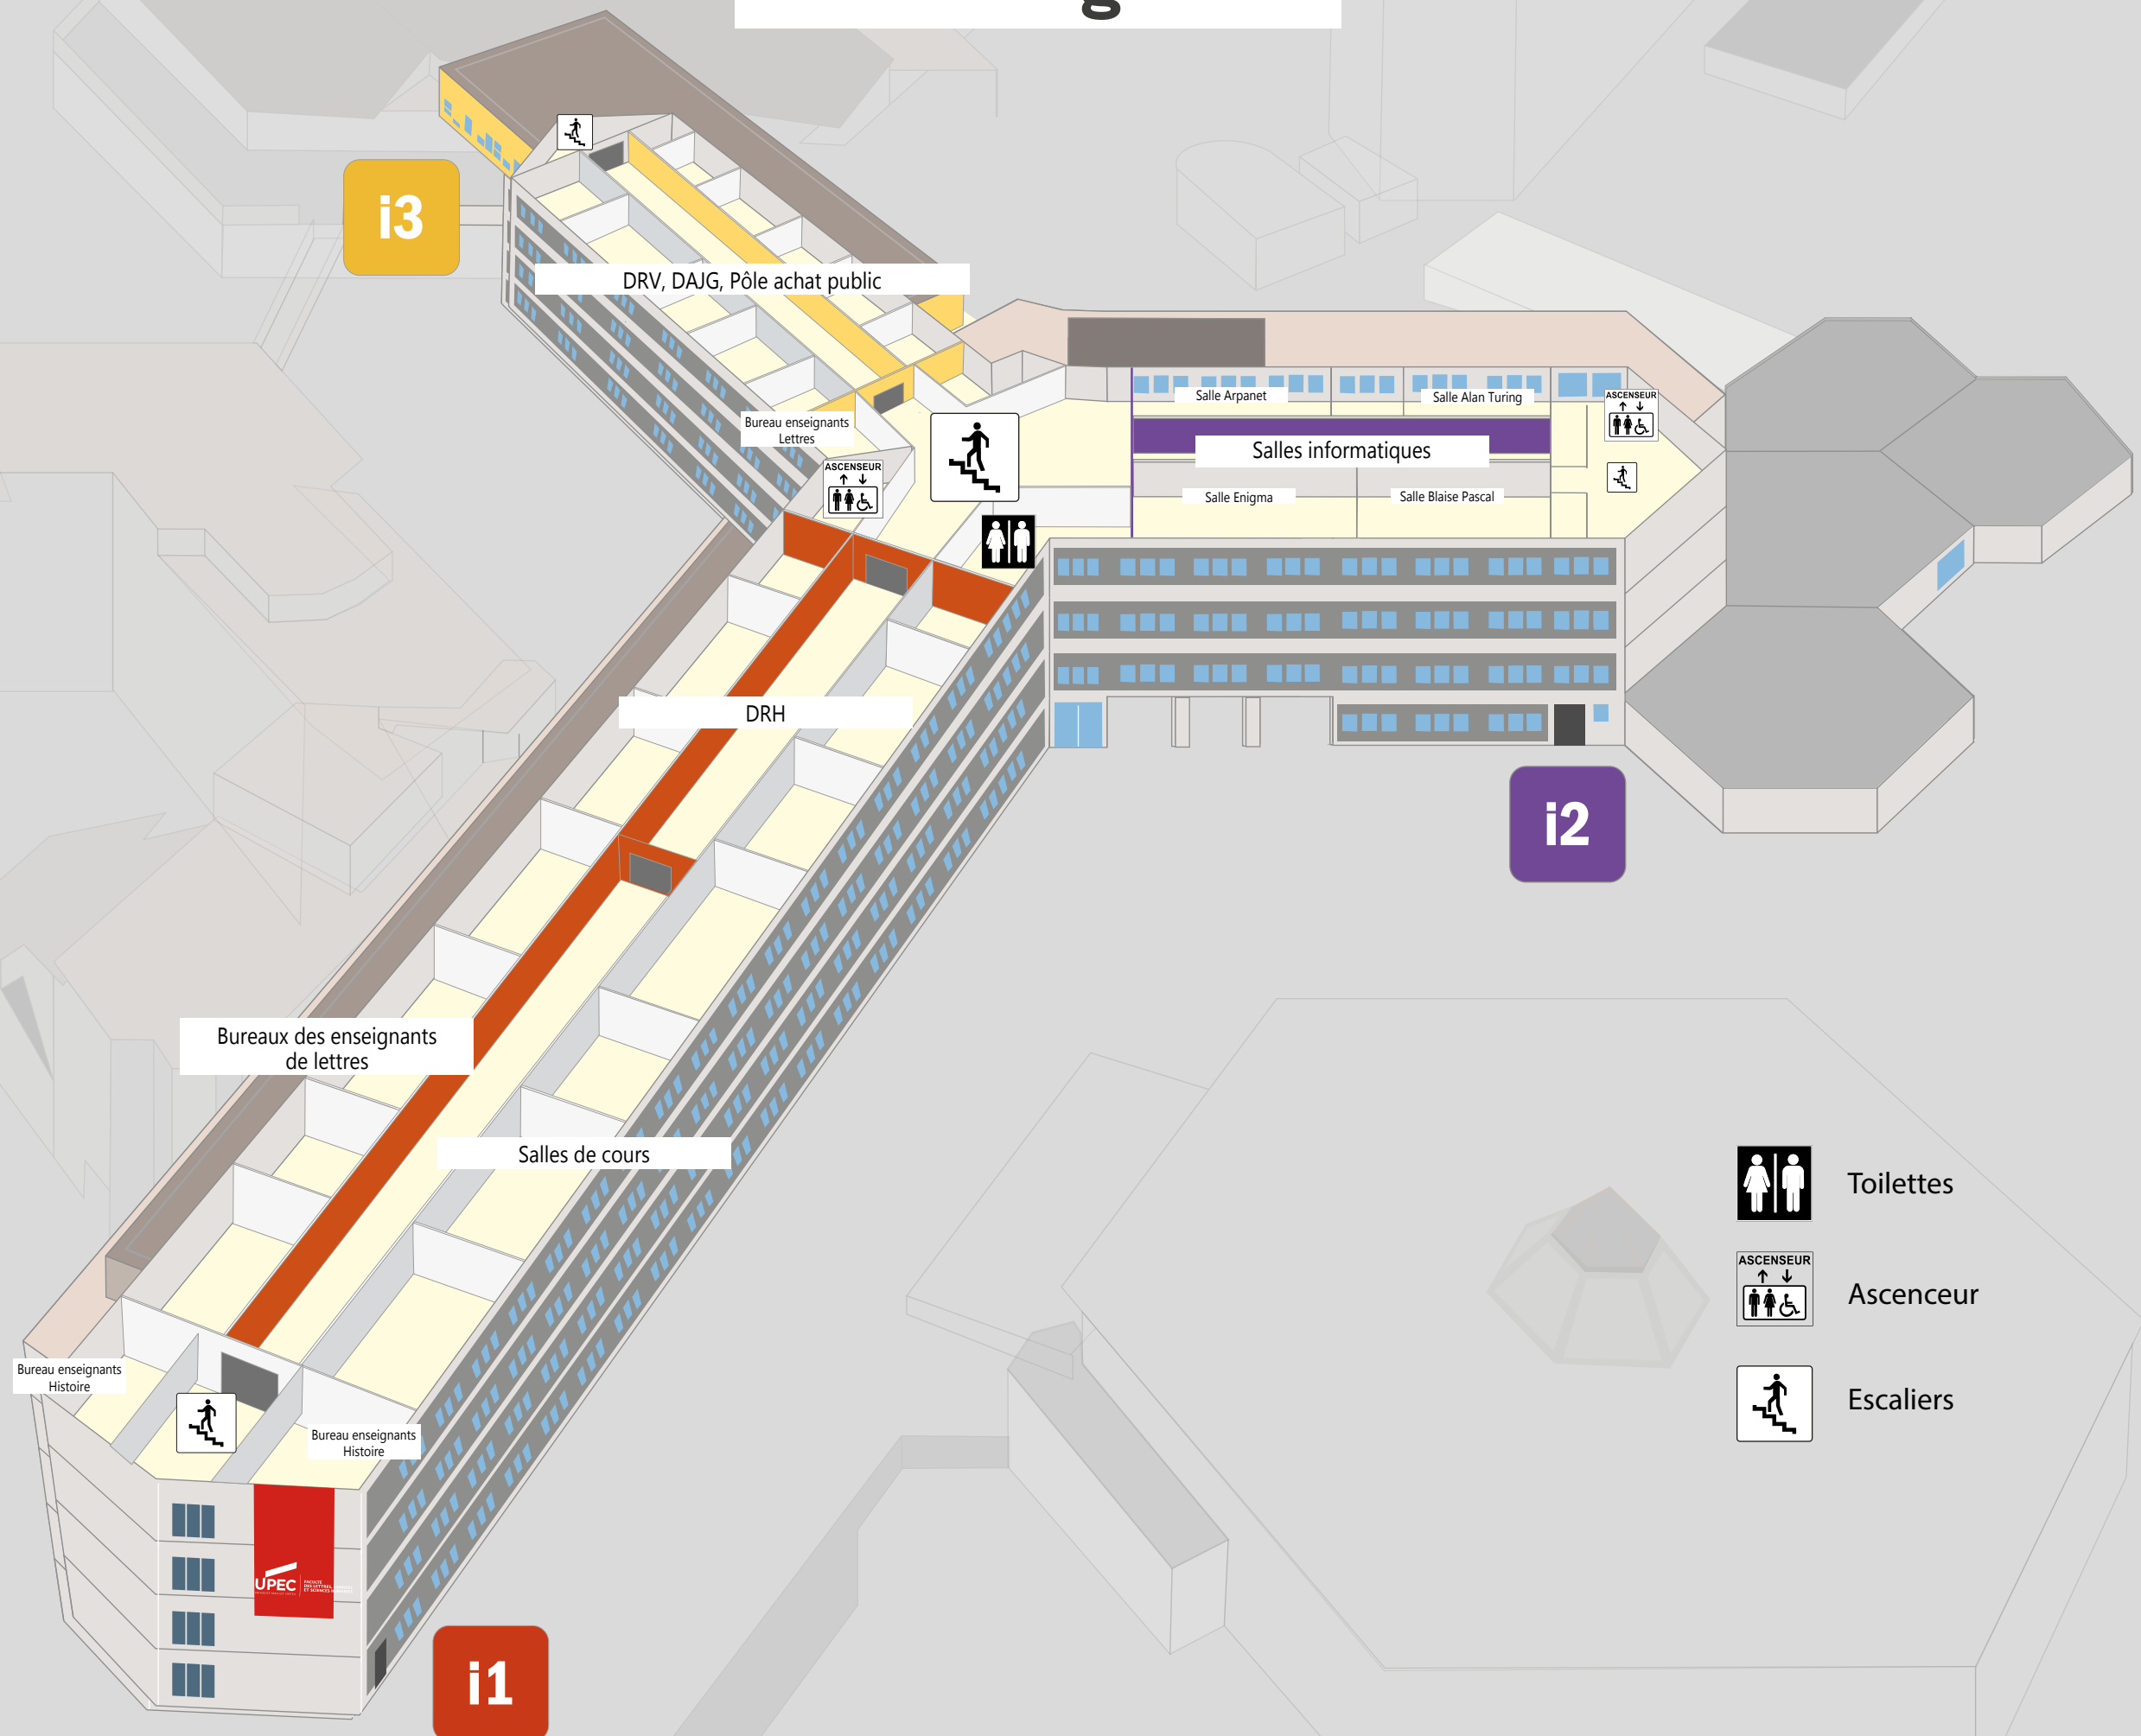 i3
DRV, DAJG, Pôle achat public
Salle Arpanet
Salle Alan Turing
ASCENSEUR
Bureau enseignants
Lettres
Salles informatiques
ASCENSEUR
Salle Enigma
Salle Blaise Pascal
DRH
i2
Bureaux des enseignants
de lettres
Salles de cours
Toilettes
ASCENSEUR
Ascenceur
Bureau enseignants
Histoire
Escaliers
Bureau enseignants
Histoire
UPEC
i1